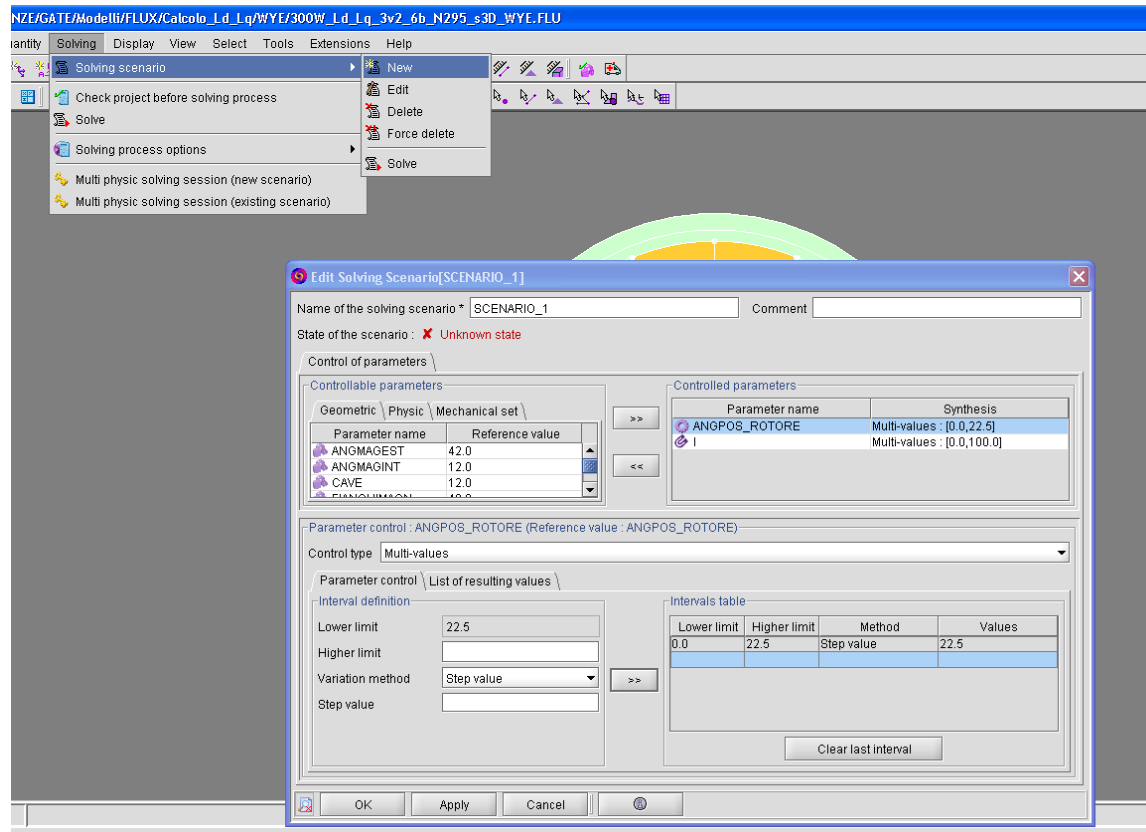 NZE/GATE/Modelli/FLUX/Calcolo_Ld_Lq/WYE/300W_Ld_Lq_3v2_6b_N295_s3D_WYE.FLU
iantity Solving Display View Select Tools Extensions Help
Solving scenario
Check project before solving process
Solve
Solving process options
Multi physic solving session (new scenario)
Multi physic solving session (existing scenario)
New
Edit
Delete
Force delete
Solve
Edit Solving Scenario[SCENARIO_1]
Name of the solving scenario * SCENARIO_1 Comment
State of the scenario : Unknown state
Control of parameters
Controllable parameters
Geometric Physic Mechanical set
Parameter name Reference value
ANGMAGEST 42.0
ANGMAGINT 12.0
CAVE 12.0
>>
<<
Controlled parameters
Parameter name Synthesis
ANGPOS_ROTORE Multi-values : [0.0,22.5]
I Multi-values : [0.0,100.0]
Parameter control : ANGPOS_ROTORE (Reference value : ANGPOS_ROTORE)
Control type Multi-values
Parameter control List of resulting values
Interval definition
Lower limit 22.5
Higher limit
Variation method Step value
Step value
>>
Intervals table
Lower limit Higher limit Method Values
0.0 22.5 Step value 22.5
Clear last interval
OK Apply Cancel